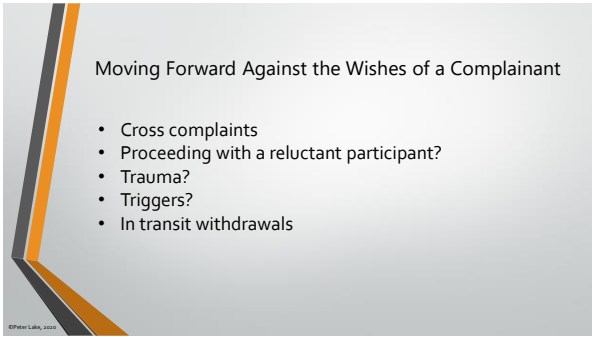 Moving Forward Against the Wishes of a Complainant
• Cross complaints
• Proceeding with a reluctant participant?
• Trauma?
• Triggers?
• In transit withdrawals
©Peter Lake, 2020